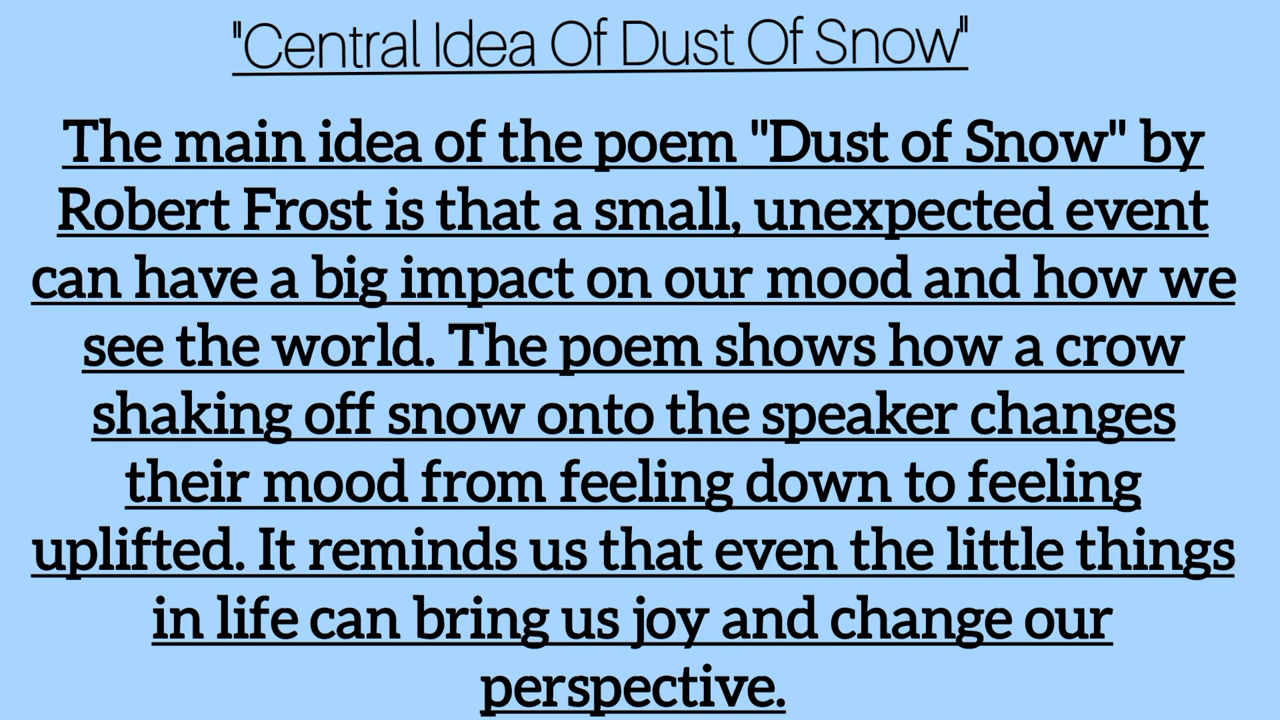 "Central Idea Of Dust Of Snow"
The main idea of the poem "Dust of Snow" by
Robert Frost is that a small, unexpected event
can have a big impact on our mood and how we
see the world. The poem shows how a crow
shaking off snow onto the speaker changes
their mood from feeling down to feeling
uplifted. It reminds us that even the little things
in life can bring us joy and change our
perspective.